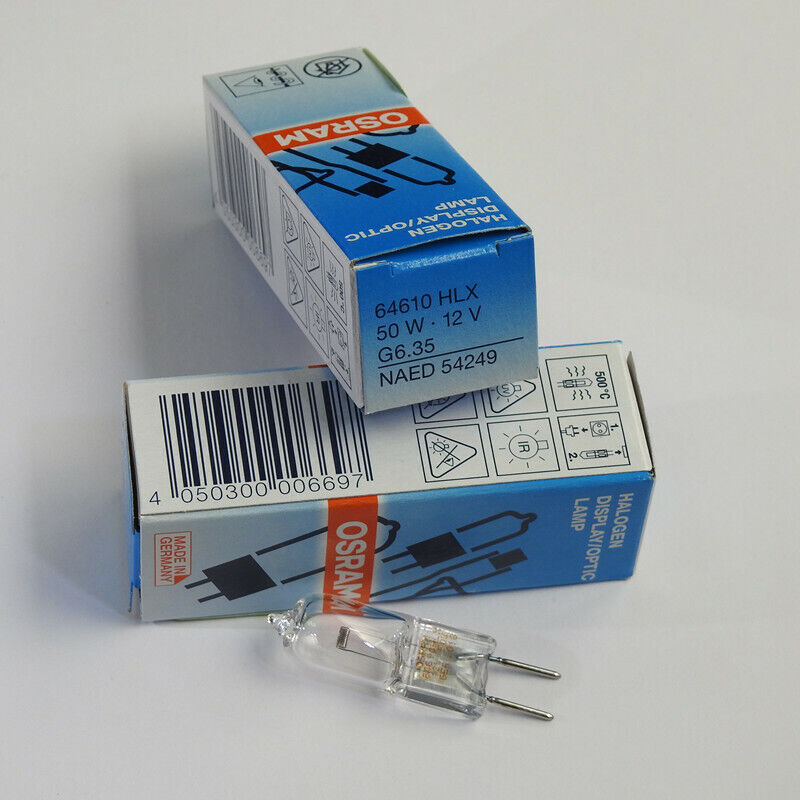 OSRAM
HALOGEN
DISPLAY/OPTIC
LAMP
64610 HLX
50 W · 12 V
G6.35
NAED 54249
500 °C
UV
IR
1.
2.
4 050300 006697
MADE IN
GERMANY
OSRAM
HALOGEN
DISPLAY/OPTIC
LAMP